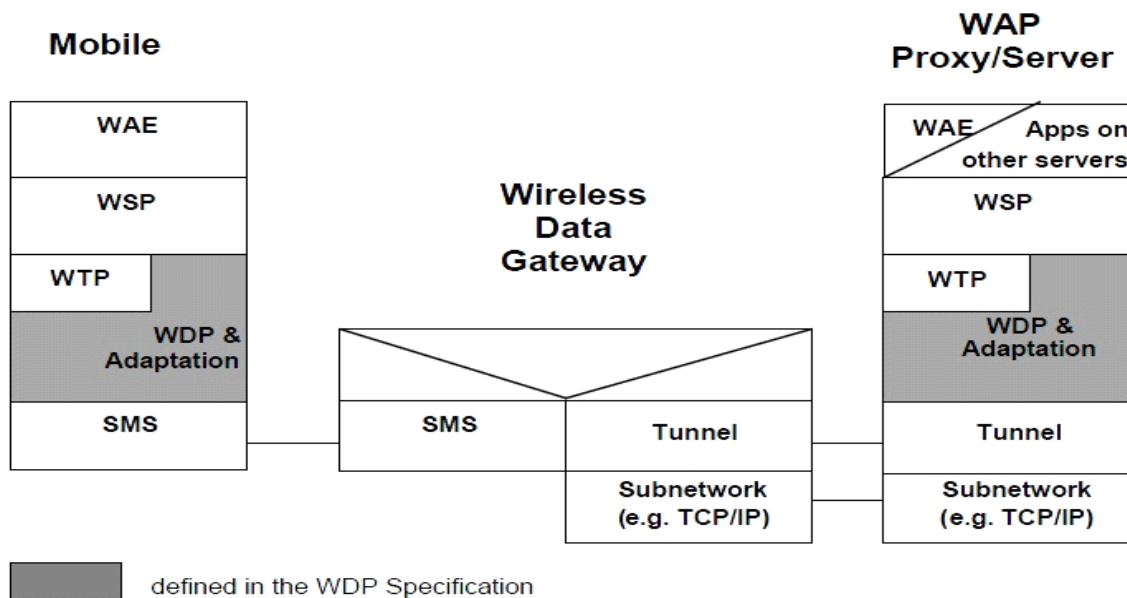 Mobile
WAE
WSP
WTP
WDP &
Adaptation
SMS
Wireless
Data
Gateway
SMS
Tunnel
Subnetwork
(e.g. TCP/IP)
WAP
Proxy/Server
WAE
Apps on
other servers
WSP
WTP
WDP &
Adaptation
Tunnel
Subnetwork
(e.g. TCP/IP)
defined in the WDP Specification